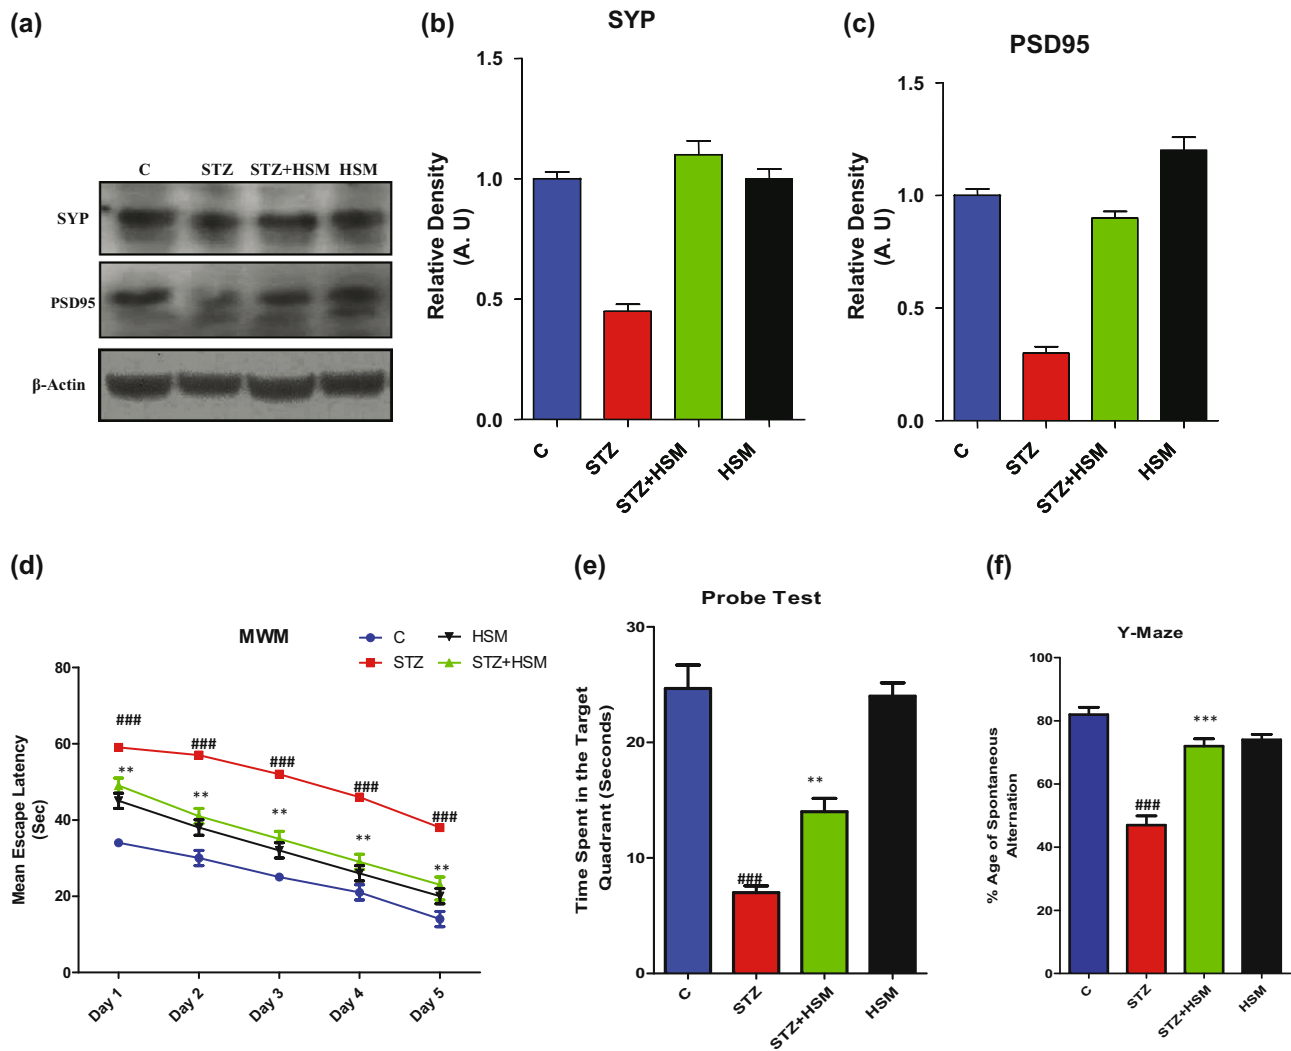 (a)
C STZ STZ+HSM HSM
SYP
PSD95
β-Actin
(b)
SYP
Relative Density
(A. U)
1.5
1.0
0.5
0.0
C STZ STZ+HSM HSM
(c)
PSD95
Relative Density
(A. U)
1.5
1.0
0.5
0.0
C STZ STZ+HSM HSM
(d)
MWM
C HSM
STZ STZ+HSM
Mean Escape Latency
(Sec)
80
60
40
20
0
### ### ### ### ###
** ** ** ** **
Day 1 Day 2 Day 3 Day 4 Day 5
(e)
Probe Test
Time Spent in the Target
Quadrant (Seconds)
30
20
10
0
###
**
C STZ STZ+HSM HSM
(f)
Y-Maze
% Age of Spontaneous
Alternation
100
80
60
40
20
0
###
***
C STZ STZ+HSM HSM